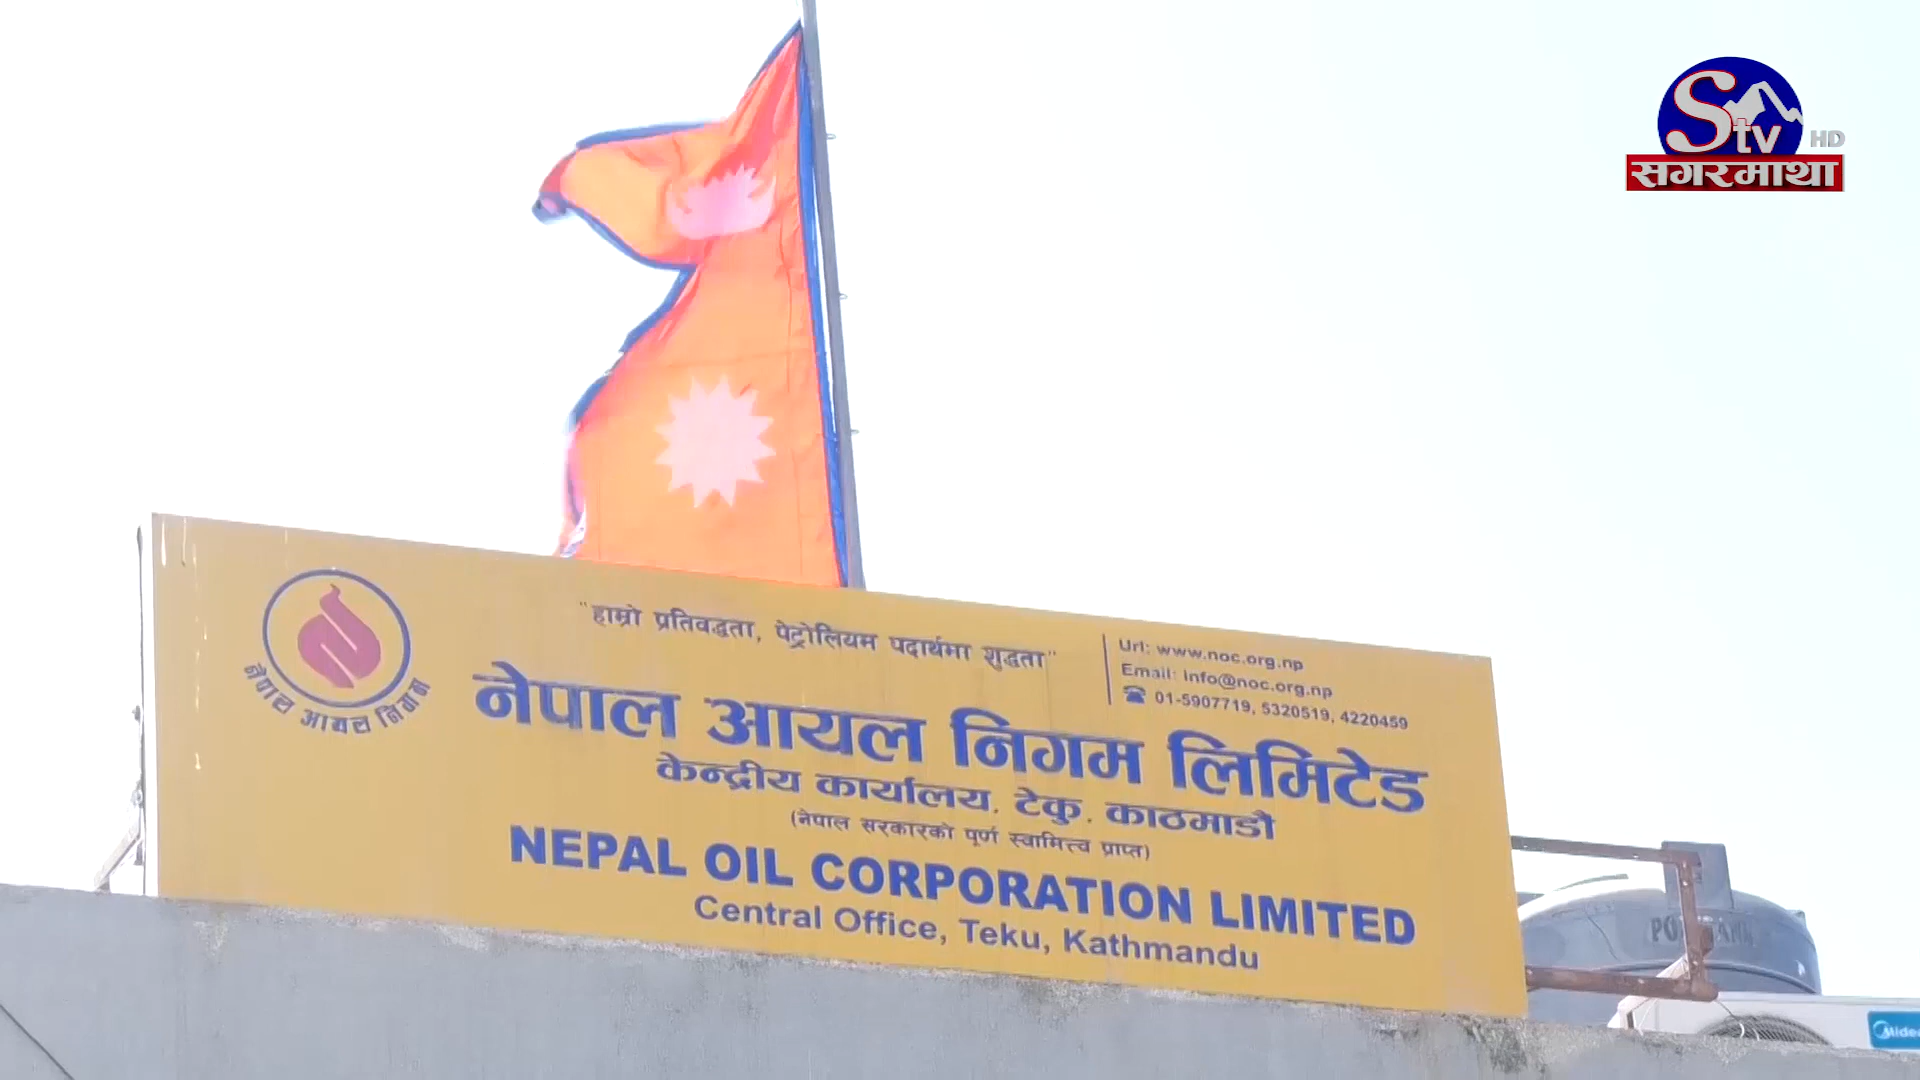 STV HD
सगरमाथा
"हाम्रो प्रतिवद्धता, पेट्रोलियम पदार्थमा शुद्धता"
Url: www.noc.org.np
Email: info@noc.org.np
☎ 01-5907719, 5320519, 4220459
नेपाल आयल निगम
नेपाल आयल निगम लिमिटेड
केन्द्रीय कार्यालय, टेकु, काठमाडौं
(नेपाल सरकारको पूर्ण स्वामित्त्व प्राप्त)
NEPAL OIL CORPORATION LIMITED
Central Office, Teku, Kathmandu